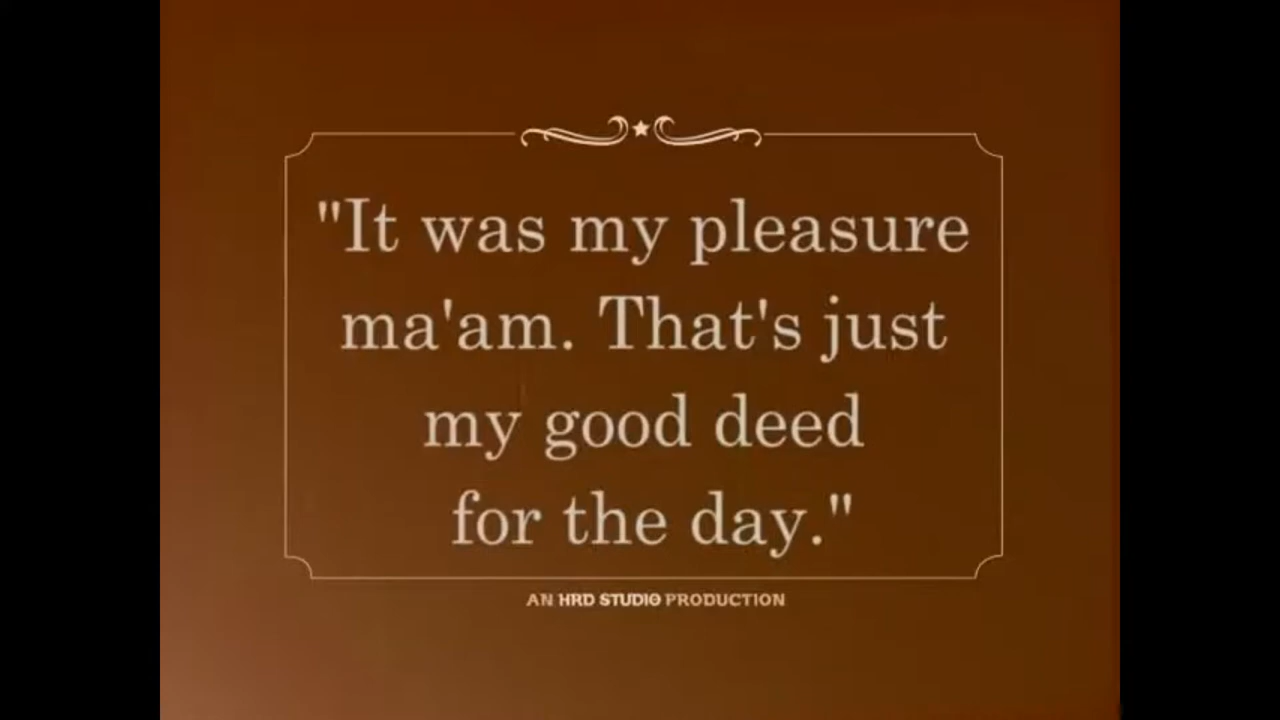 "It was my pleasure
ma'am. That's just
my good deed
for the day."
AN HRD STUDIO PRODUCTION